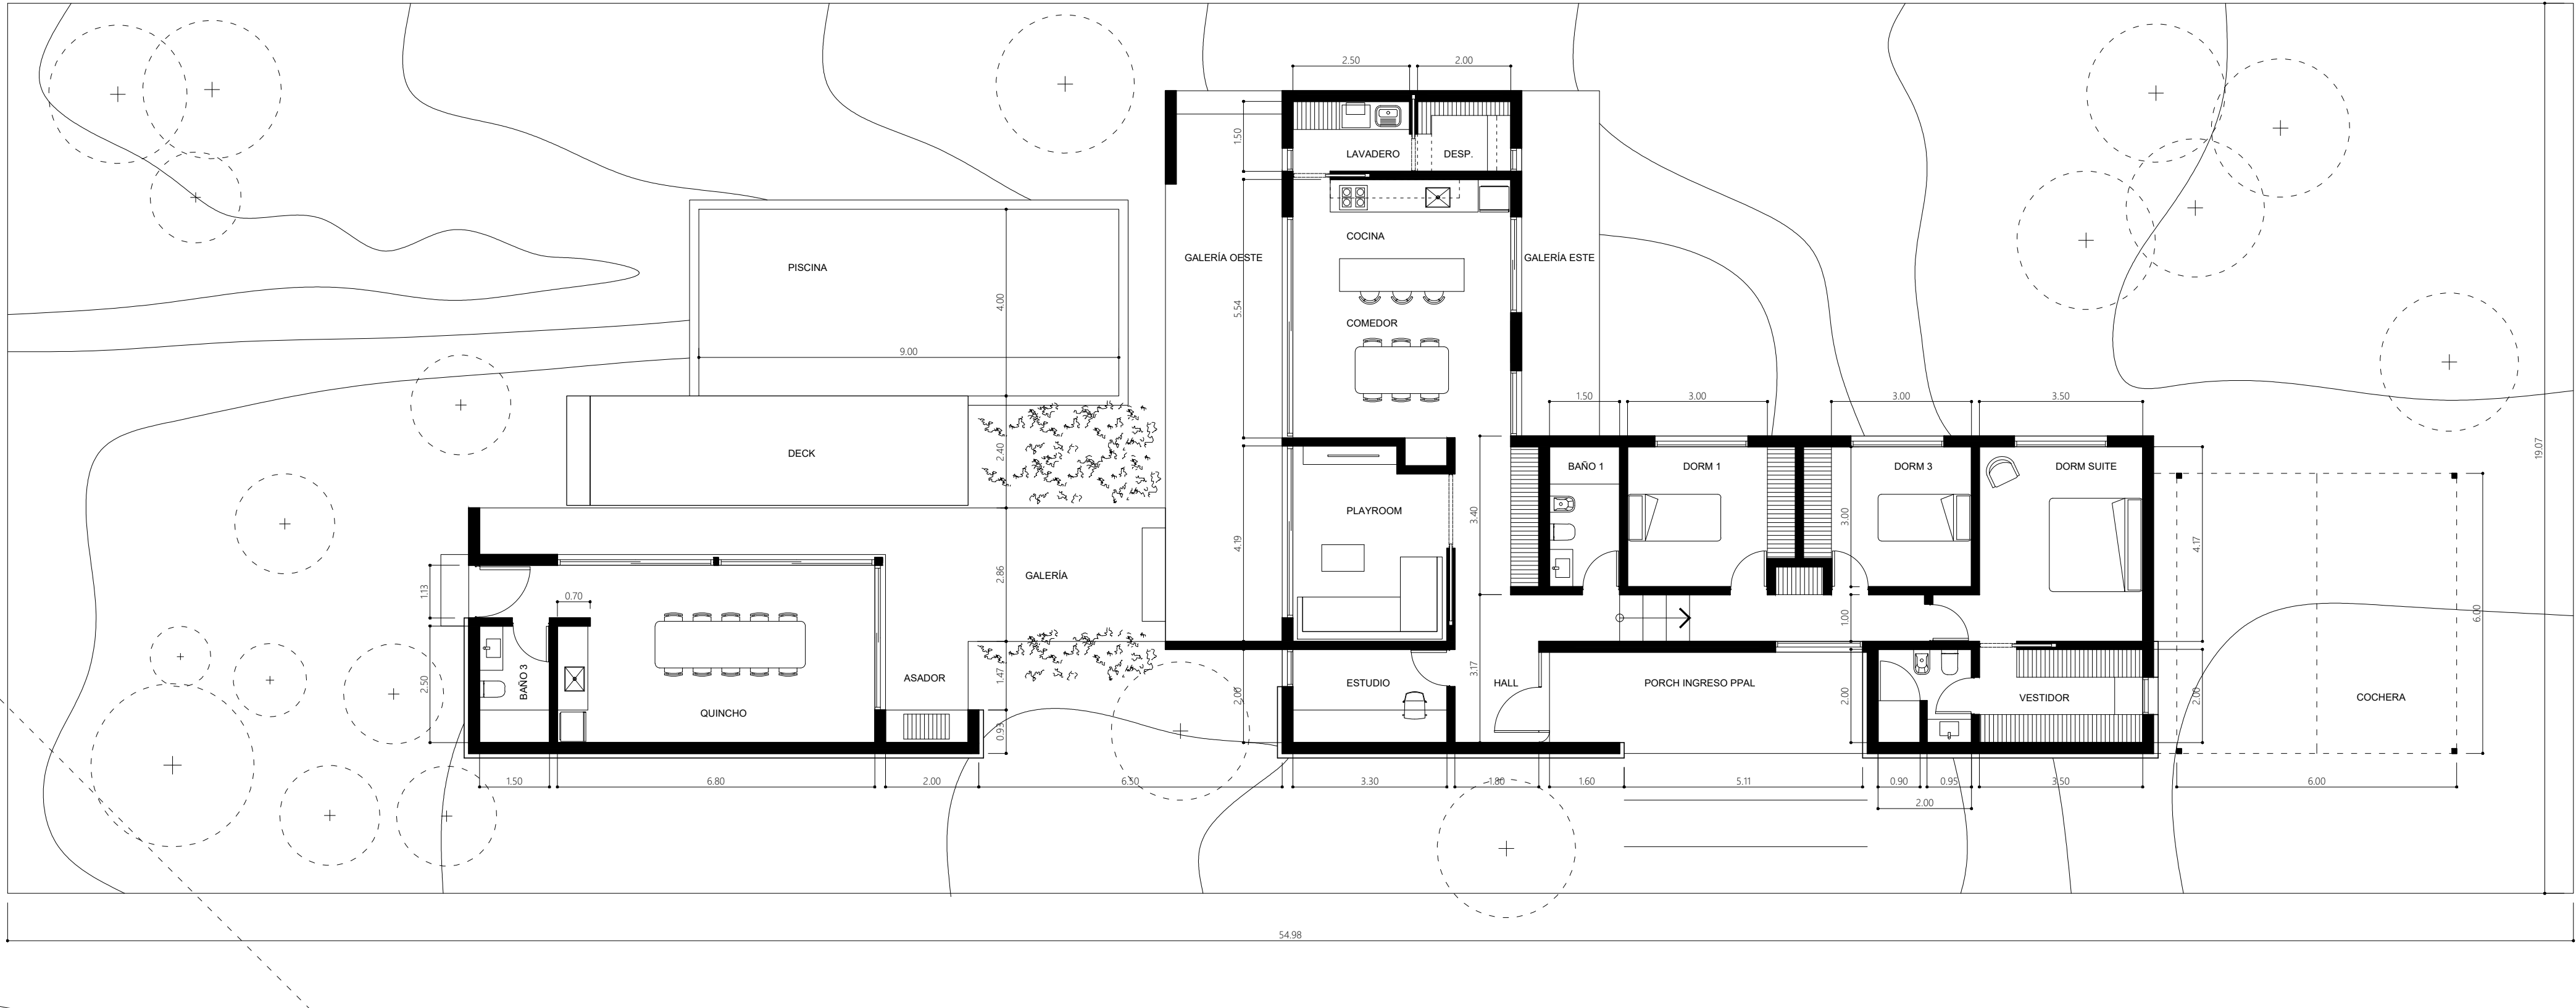 2.50
2.00
1.50
LAVADERO
DESP.
COCINA
PISCINA
GALERÍA OESTE
GALERÍA ESTE
4.00
5.54
COMEDOR
9.00
1.50
3.00
3.00
3.50
19.07
DECK
2.40
BAÑO 1
DORM 1
DORM 3
DORM SUITE
PLAYROOM
3.40
3.00
4.19
4.17
GALERÍA
2.86
1.13
0.70
1.00
6.00
ASADOR
1.47
3.17
BAÑO 3
2.50
QUINCHO
ESTUDIO
HALL
PORCH INGRESO PPAL
VESTIDOR
COCHERA
2.00
2.00
2.00
0.93
1.50
6.80
2.00
6.50
3.30
1.80
1.60
5.11
0.90
0.95
3.50
6.00
2.00
54.98